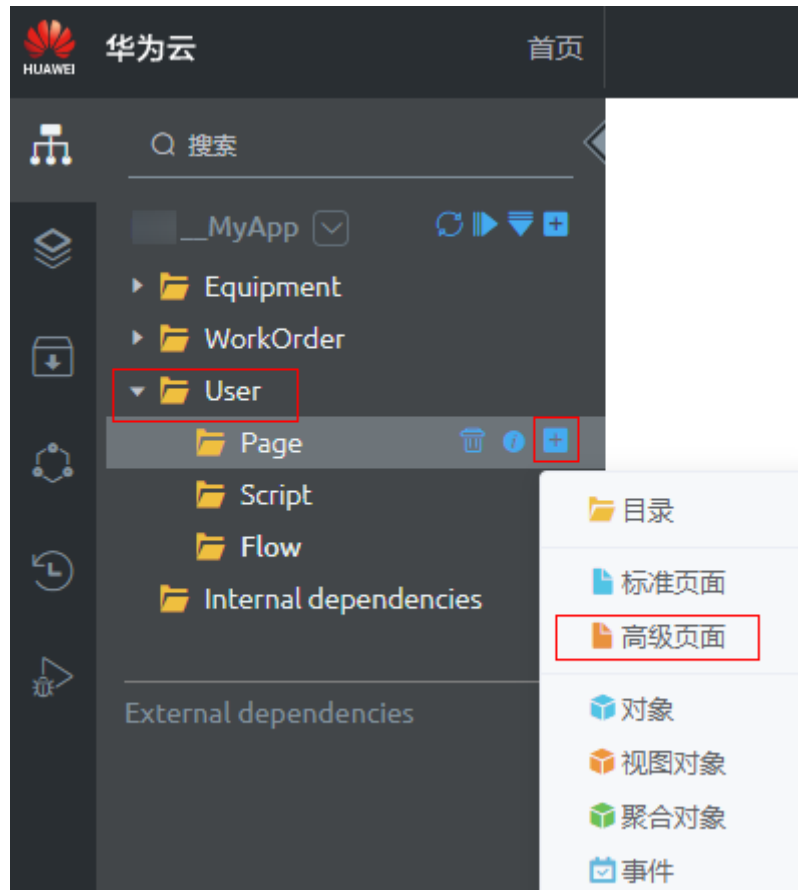 HUAWEI
华为云
首页
搜索
__MyApp
Equipment
WorkOrder
User
Page
Script
Flow
Internal dependencies
External dependencies
目录
标准页面
高级页面
对象
视图对象
聚合对象
事件